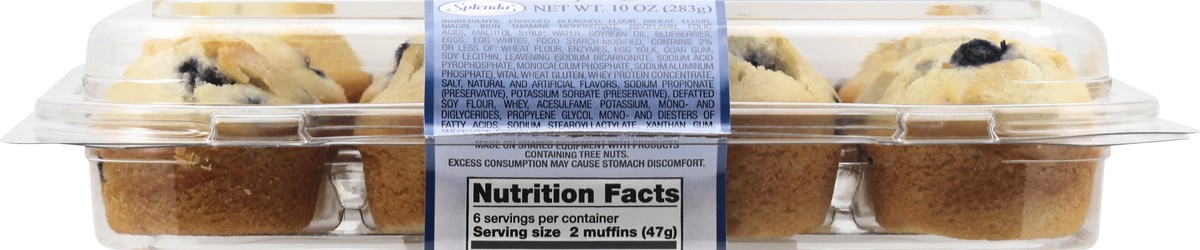 Splenda NET WT. 10 OZ (283g)
INGREDIENTS: ENRICHED BLEACHED FLOUR (WHEAT FLOUR,
NIACIN, IRON, THIAMINE MONONITRATE, RIBOFLAVIN, FOLIC
ACID), MALTITOL SYRUP, WATER, SOYBEAN OIL, BLUEBERRIES,
EGGS, EGG WHITES, FOOD STARCH MODIFIED, CONTAINS 2%
OR LESS OF: WHEAT FLOUR, ENZYMES, EGG YOLK, GUAR GUM,
SOY LECITHIN, LEAVENING (SODIUM BICARBONATE, SODIUM ACID
PYROPHOSPHATE, MONOCALCIUM PHOSPHATE, SODIUM ALUMINUM
PHOSPHATE), VITAL WHEAT GLUTEN, WHEY PROTEIN CONCENTRATE,
SALT, NATURAL AND ARTIFICIAL FLAVORS, SODIUM PROPIONATE
(PRESERVATIVE), POTASSIUM SORBATE (PRESERVATIVE), DEFATTED
SOY FLOUR, WHEY, ACESULFAME POTASSIUM, MONO- AND
DIGLYCERIDES, PROPYLENE GLYCOL MONO- AND DIESTERS OF
FATTY ACIDS, SODIUM STEAROYL LACTYLATE, XANTHAN GUM,
MADE ON SHARED EQUIPMENT WITH PRODUCTS
CONTAINING TREE NUTS.
EXCESS CONSUMPTION MAY CAUSE STOMACH DISCOMFORT.
Nutrition Facts
6 servings per container
Serving size 2 muffins (47g)